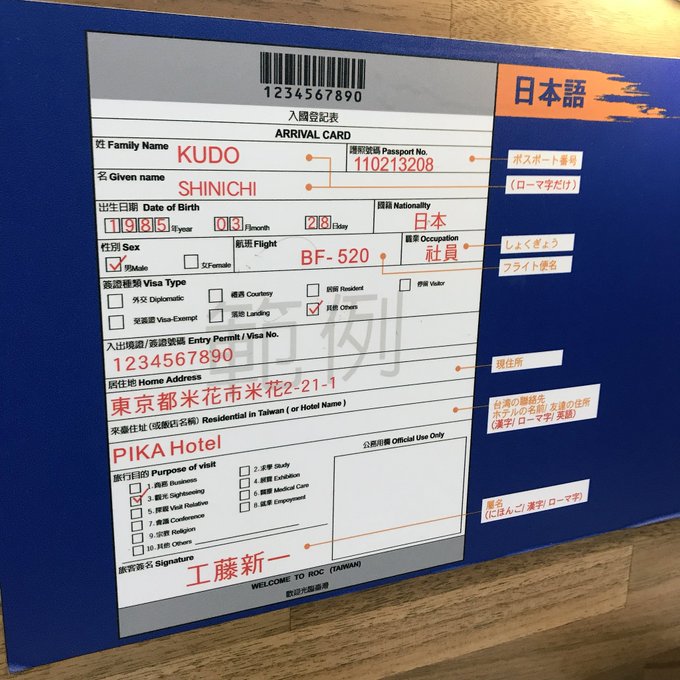 1234567890
日本語
入國登記表
ARRIVAL CARD
姓 Family Name KUDO
護照號碼 Passport No. 110213208
ポスポート番号
名 Given name SHINICHI
(ローマ字だけ)
出生日期 Date of Birth
1985年year 03月month 28日day
國籍 Nationality 日本
性別 Sex
男Male 女Female
航班 Flight BF-520
職業 Occupation 社員
しょくぎょう
フライト便名
簽證種類 Visa Type
外交 Diplomatic 禮遇 Courtesy 居留 Resident 停留 Visitor
免簽證 Visa-Exempt 落地 Landing 其他 Others
範例
入出境證/簽證號碼 Entry Permit / Visa No.
1234567890
居住地 Home Address
現住所
東京都米花市米花2-21-1
來臺住址 (或飯店名稱) Residential in Taiwan ( or Hotel Name )
台湾の聯絡先
ホテルの名前/ 友達の住所
(漢字/ ローマ字/ 英語)
PIKA Hotel
旅行目的 Purpose of visit
公務用欄 Official Use Only
1. 商務 Business
2. 求學 Study
3. 觀光 Sightseeing
4. 展覽 Exhibition
5. 探親 Visit Relative
6. 醫療 Medical Care
7. 會議 Conference
8. 就業 Empoyment
9. 宗教 Religion
10. 其他 Others
旅客簽名 Signature
工藤新一
(にほんご/ 漢字/ ローマ字)
WELCOME TO ROC (TAIWAN)
歡迎光臨臺灣